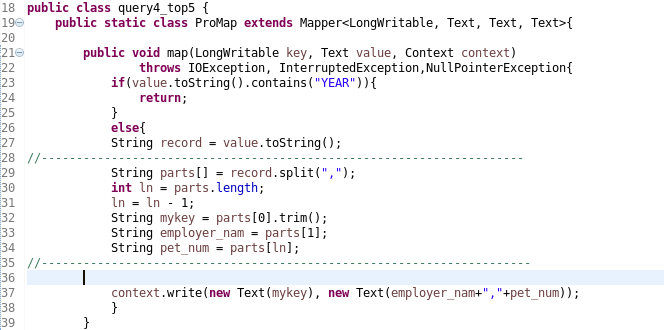 18 public class query4_top5 {
19 public static class ProMap extends Mapper<LongWritable, Text, Text, Text>{
20
21 public void map(LongWritable key, Text value, Context context)
22 throws IOException, InterruptedException,NullPointerException{
23 if(value.toString().contains("YEAR")){
24 return;
25 }
26 else{
27 String record = value.toString();
28 //---------------------------------------------------------------------
29 String parts[] = record.split(",");
30 int ln = parts.length;
31 ln = ln - 1;
32 String mykey = parts[0].trim();
33 String employer_nam = parts[1];
34 String pet_num = parts[ln];
35 //----------------------------------------------------------------------
36
37 context.write(new Text(mykey), new Text(employer_nam+","+pet_num));
38 }
39 }